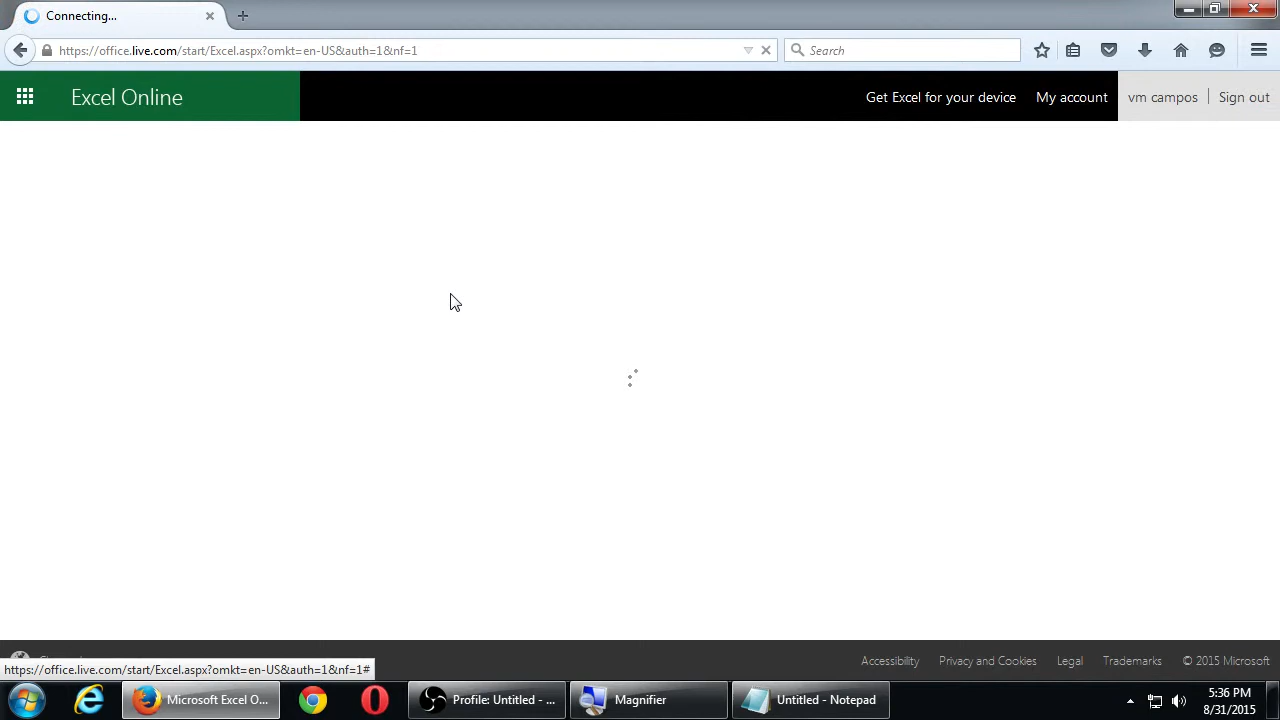 Connecting...
https://office.live.com/start/Excel.aspx?omkt=en-US&auth=1&nf=1
Search
Excel Online
Get Excel for your device
My account
vm campos
Sign out
Accessibility
Privacy and Cookies
Legal
Trademarks
© 2015 Microsoft
https://office.live.com/start/Excel.aspx?omkt=en-US&auth=1&nf=1#
Microsoft Excel O...
Profile: Untitled - ...
Magnifier
Untitled - Notepad
5:36 PM
8/31/2015